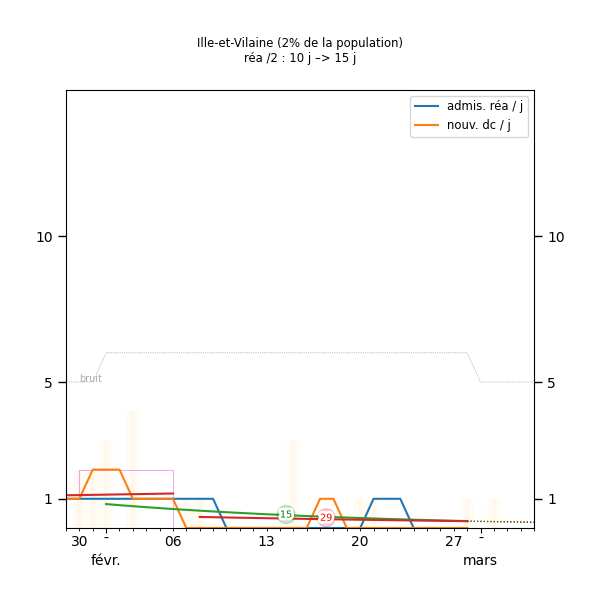 Ille-et-Vilaine (2% de la population)
réa /2 : 10 j –> 15 j
admis. réa / j
nouv. dc / j
10 10
5 5
bruit
1 1
15 29
30 - 06 13 20 27 -
févr. mars